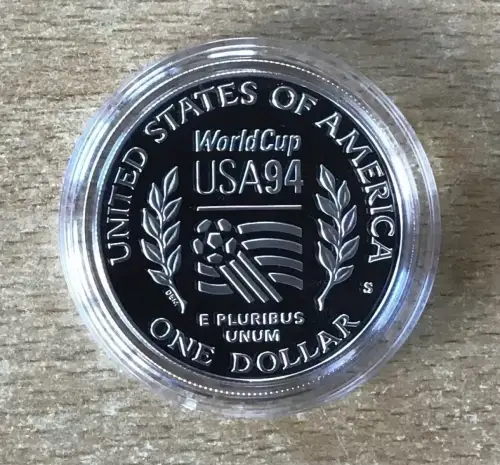 UNITED STATES OF AMERICA
WorldCup
USA94
E PLURIBUS
UNUM
ONE DOLLAR
S